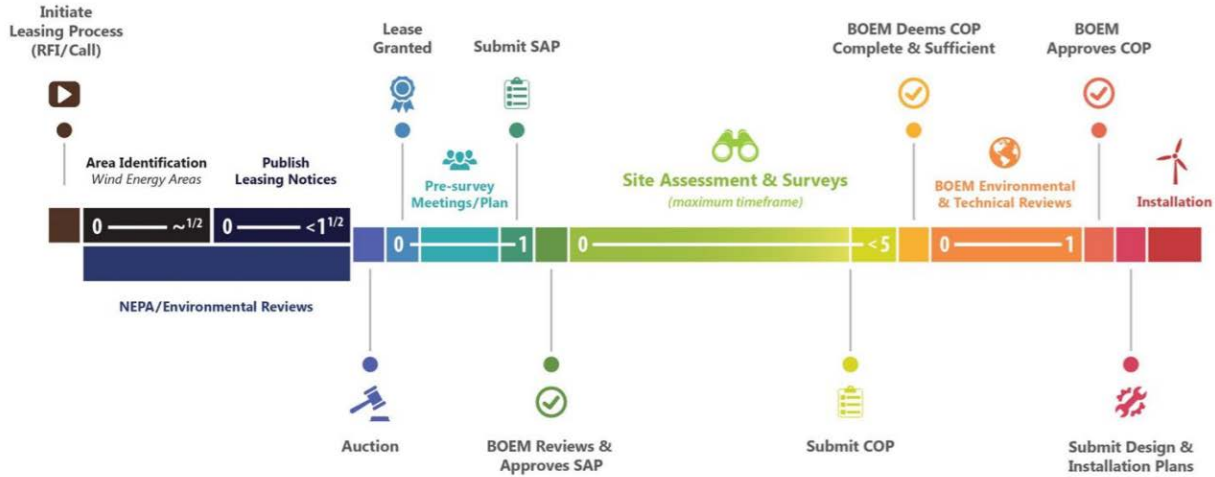 Initiate
Leasing Process
(RFI/Call)
Lease
Granted
Submit SAP
BOEM Deems COP
Complete & Sufficient
BOEM
Approves COP
Area Identification
Wind Energy Areas
Publish
Leasing Notices
Pre-survey
Meetings/Plan
Site Assessment & Surveys
(maximum timeframe)
BOEM Environmental
& Technical Reviews
Installation
0 ~1/2
0 <1 1/2
0 1
0 <5
0 1
NEPA/Environmental Reviews
Auction
BOEM Reviews &
Approves SAP
Submit COP
Submit Design &
Installation Plans